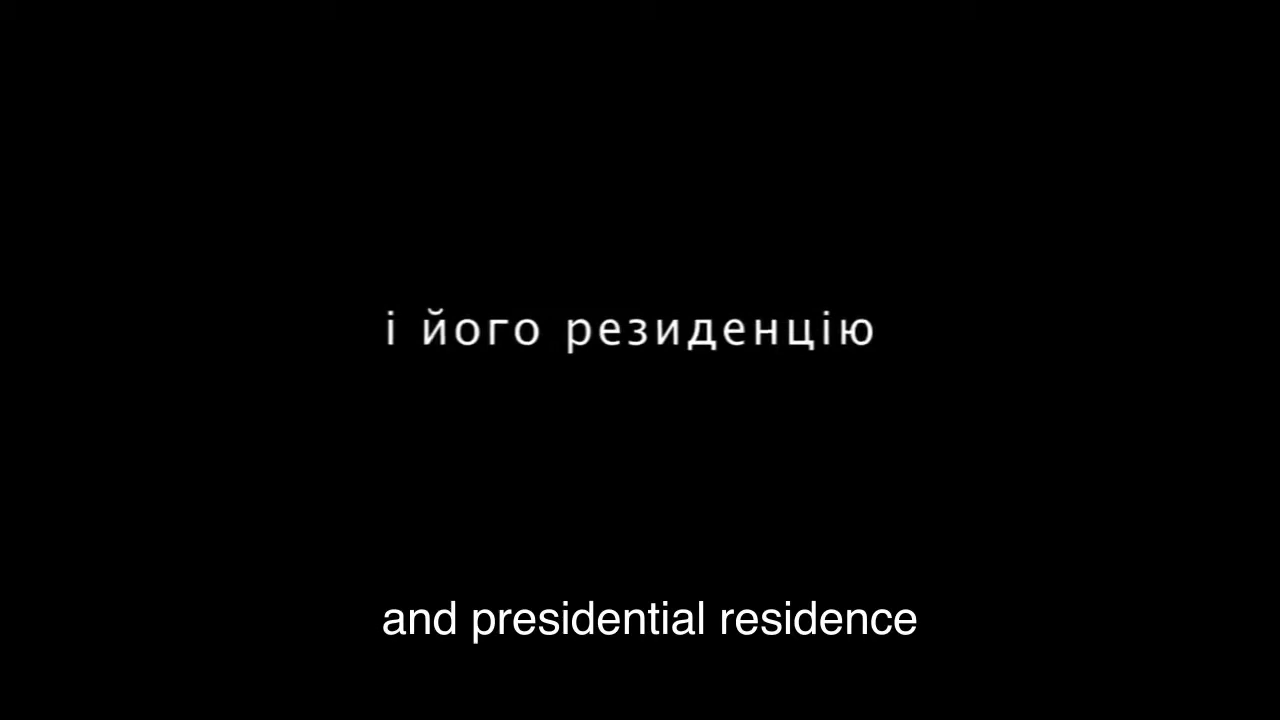 і його резиденцію
and presidential residence